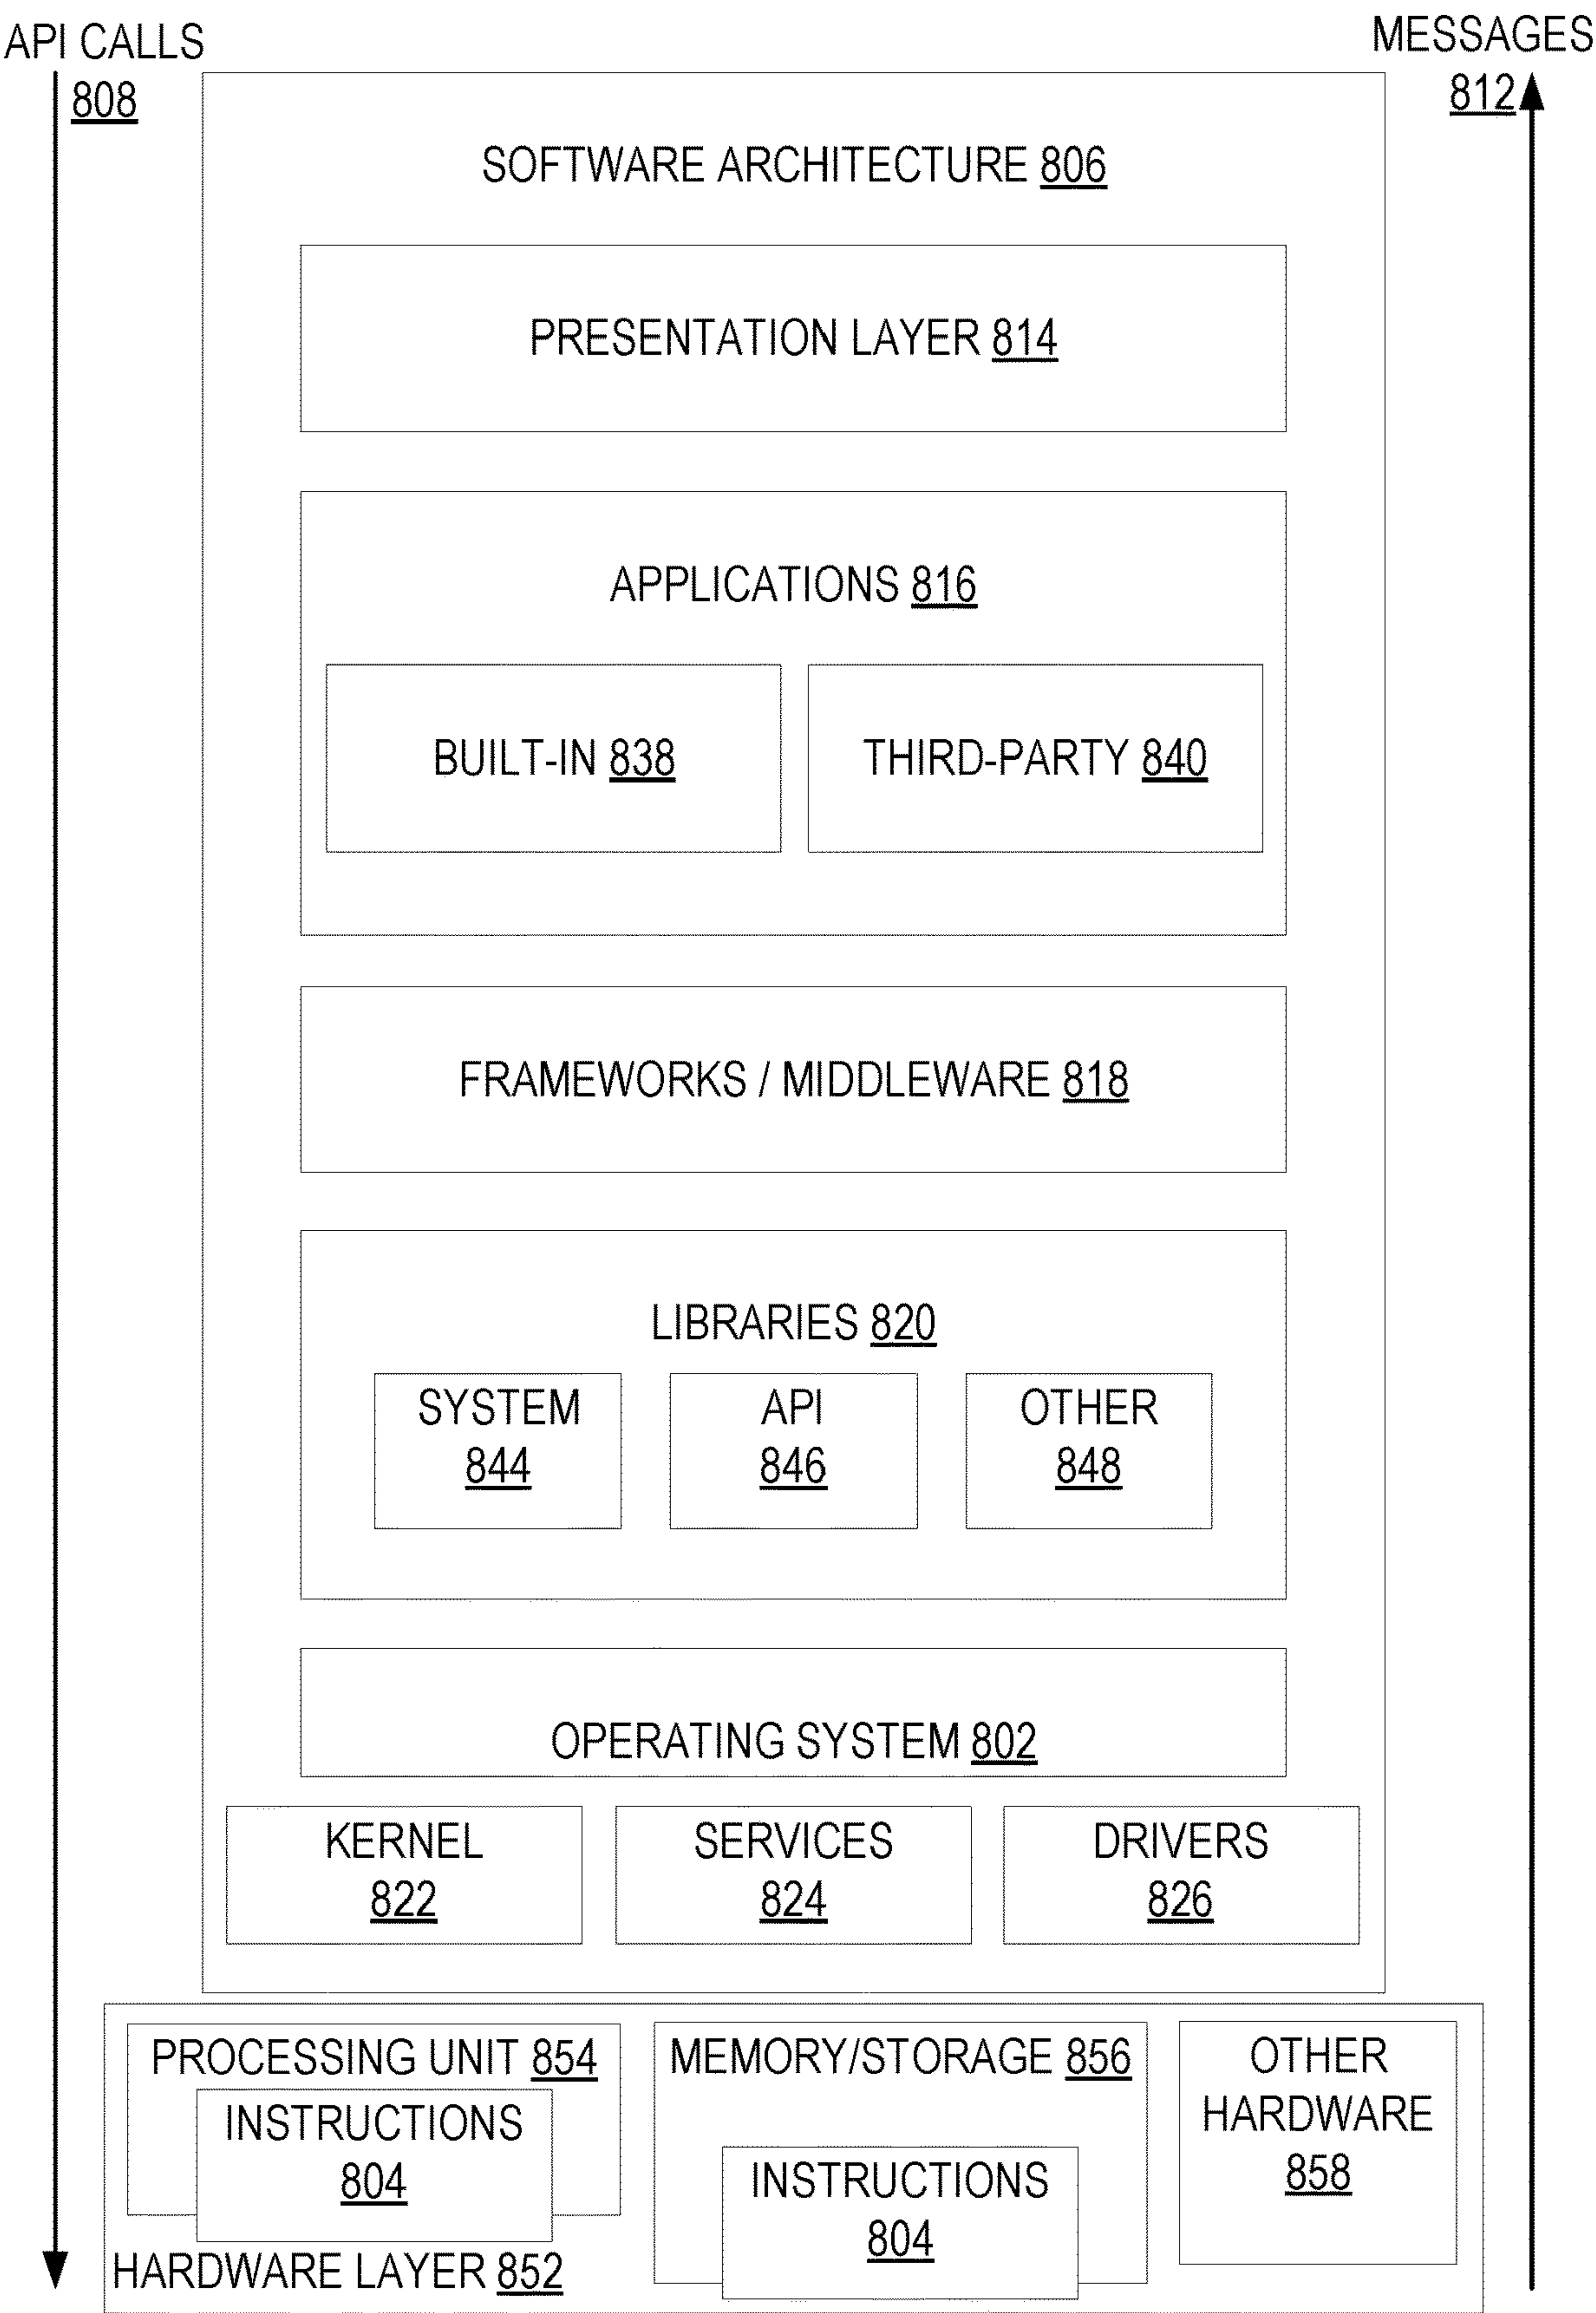 API CALLS
808
MESSAGES
812
SOFTWARE ARCHITECTURE 806
PRESENTATION LAYER 814
APPLICATIONS 816
BUILT-IN 838
THIRD-PARTY 840
FRAMEWORKS / MIDDLEWARE 818
LIBRARIES 820
SYSTEM
844
API
846
OTHER
848
OPERATING SYSTEM 802
KERNEL
822
SERVICES
824
DRIVERS
826
PROCESSING UNIT 854
INSTRUCTIONS
804
MEMORY/STORAGE 856
INSTRUCTIONS
804
OTHER
HARDWARE
858
HARDWARE LAYER 852